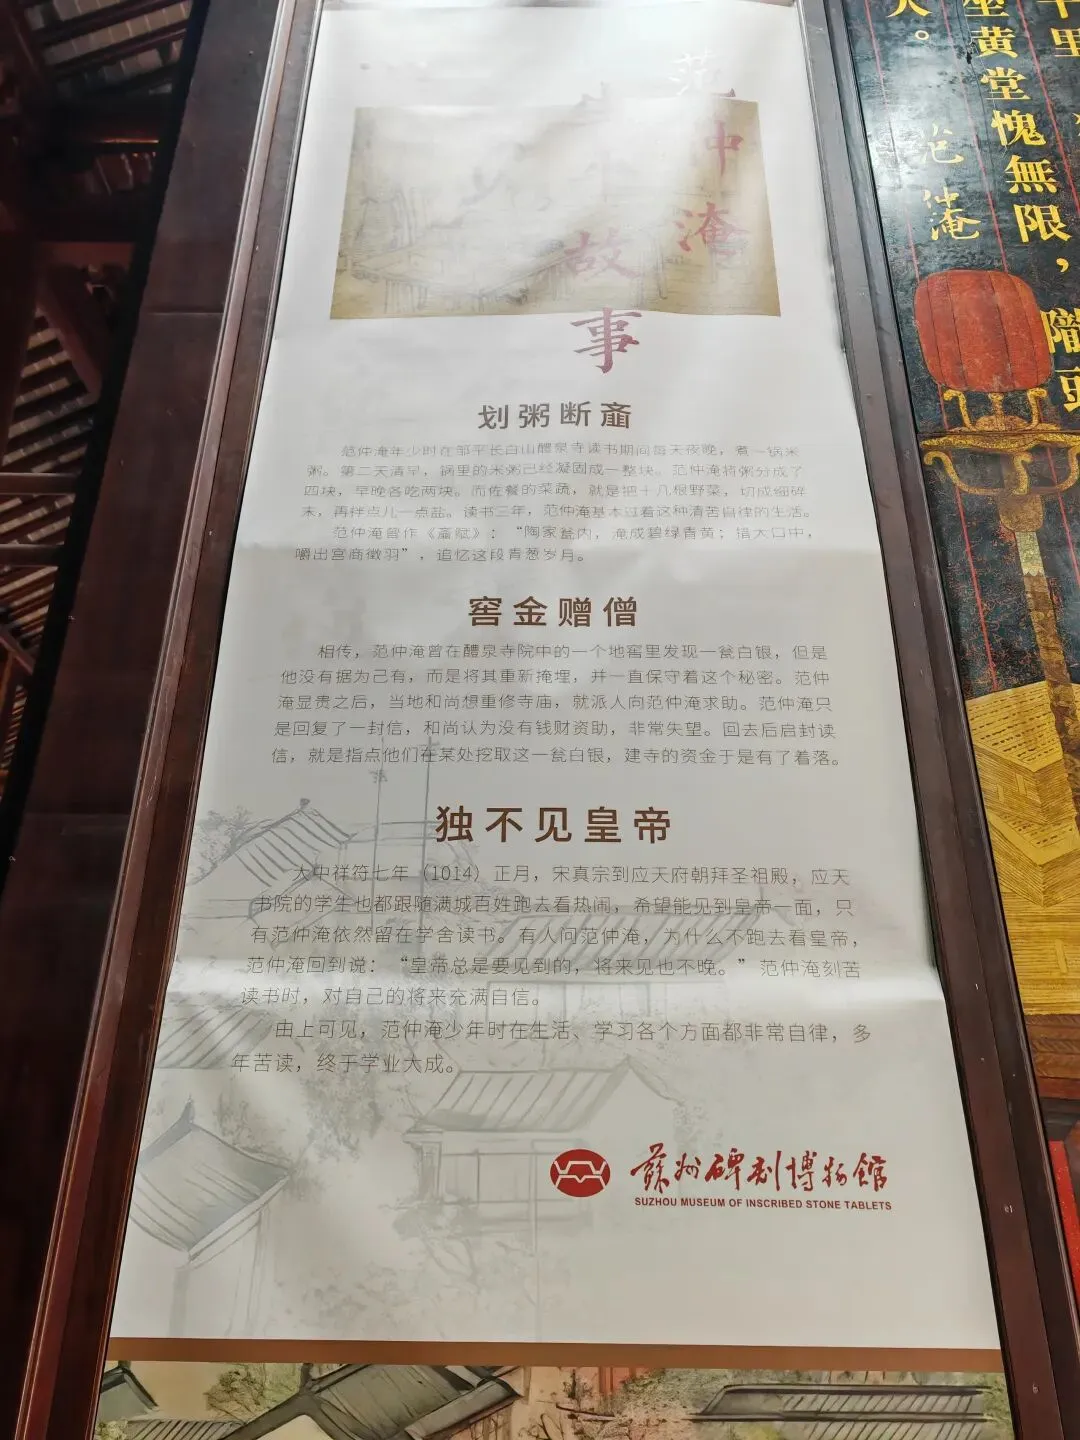 范仲淹
故事
划粥断齑
范仲淹年少时在邹平长白山醴泉寺读书期间每天夜晚，煮一锅米
粥。第二天清早，锅里的米粥已经凝固成一整块。范仲淹将粥分成了
四块，早晚各吃两块。而佐餐的菜蔬，就是把十几根野菜，切成细碎
末，再拌点儿一点盐。读书三年，范仲淹基本过着这种清苦自律的生活。
范仲淹曾作《齑赋》：“陶家瓮内，淹成碧绿青黄；措大口中，
嚼出宫商徵羽”，追忆这段青葱岁月。
窖金赠僧
相传，范仲淹曾在醴泉寺院中的一个地窖里发现一瓮白银，但是
他没有据为己有，而是将其重新掩埋，并一直保守着这个秘密。范仲
淹显贵之后，当地和尚想重修寺庙，就派人向范仲淹求助。范仲淹只
是回复了一封信，和尚认为没有钱财资助，非常失望。回去后启封读
信，就是指点他们在某处挖取这一瓮白银，建寺的资金于是有了着落。
独不见皇帝
大中祥符七年（1014）正月，宋真宗到应天府朝拜圣祖殿，应天
书院的学生也都跟随满城百姓跑去看热闹，希望能见到皇帝一面，只
有范仲淹依然留在学舍读书。有人问范仲淹，为什么不跑去看皇帝，
范仲淹回到说：“皇帝总是要见到的，将来见也不晚。”范仲淹刻苦
读书时，对自己的将来充满自信。
由上可见，范仲淹少年时在生活、学习各个方面都非常自律，多
年苦读，终于学业大成。
蘇州碑刻博物館
SUZHOU MUSEUM OF INSCRIBED STONE TABLETS
千里
坐黄堂愧無限，隴頭
人。
范仲淹